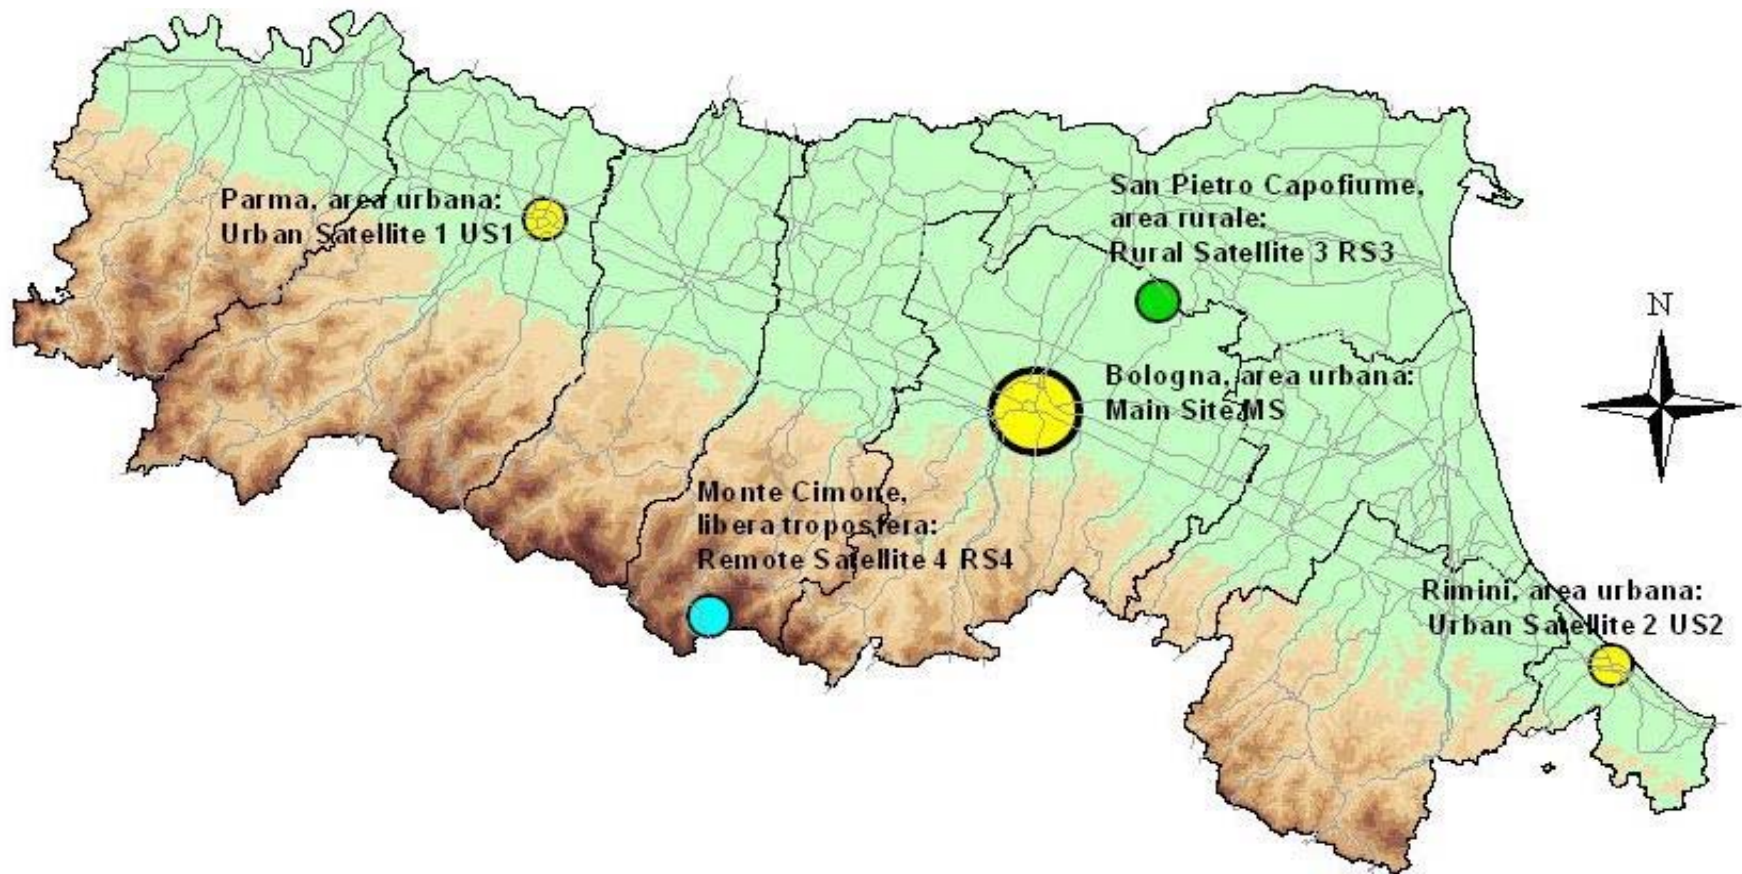 Parma, area urbana:
Urban Satellite 1 US1
San Pietro Capofiume,
area rurale:
Rural Satellite 3 RS3
N
Bologna, area urbana:
Main Site MS
Monte Cimone,
libera troposfera:
Remote Satellite 4 RS4
Rimini, area urbana:
Urban Satellite 2 US2